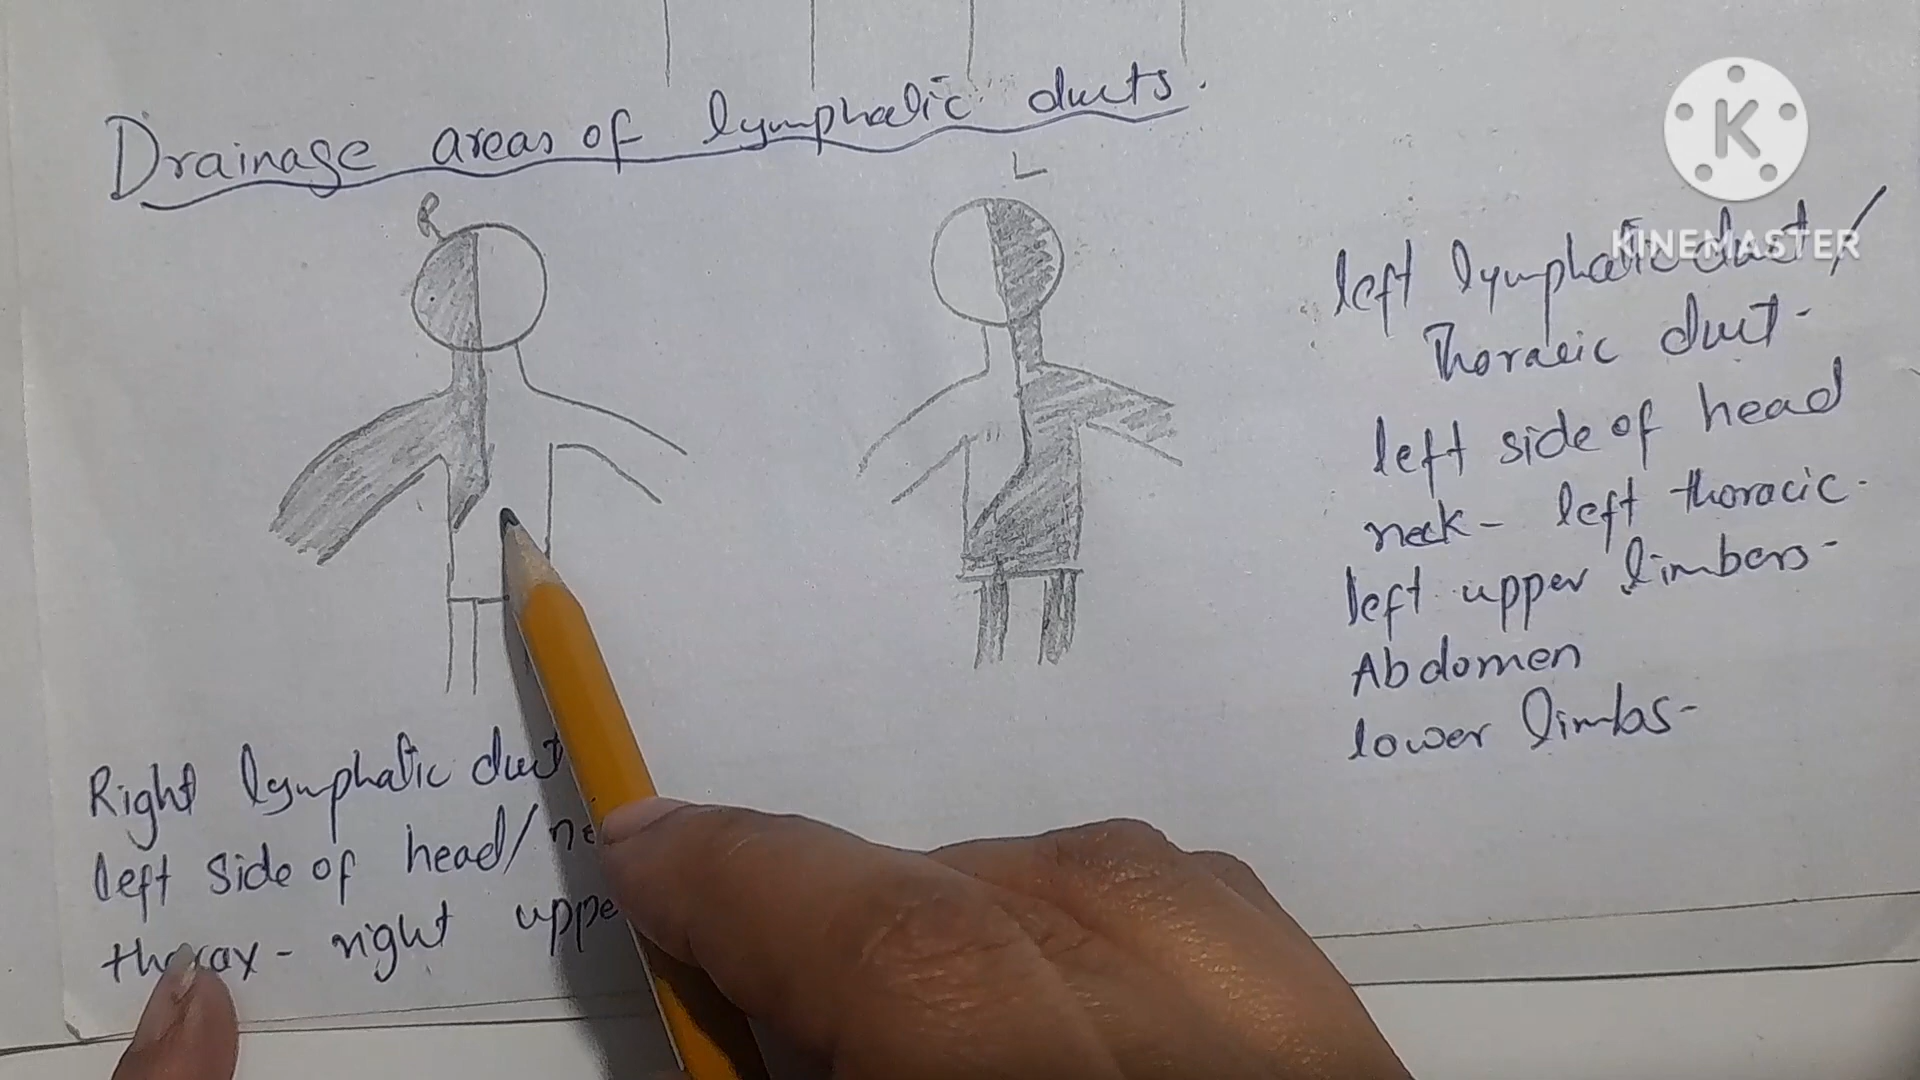 Drainage areas of lymphatic ducts.
R
L
K
KINEMASTER
left lymphatic duct /
Thoracic duct -
left side of head
neck - left thoracic -
left upper limbers -
Abdomen
lower limbs -
Right lymphatic duct
left side of head/ne
thorax - right uppe